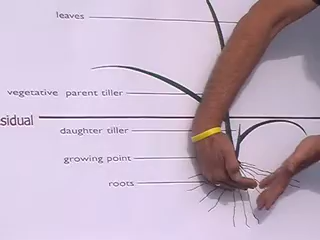 leaves
vegetative parent tiller
sidual
daughter tiller
growing point
roots